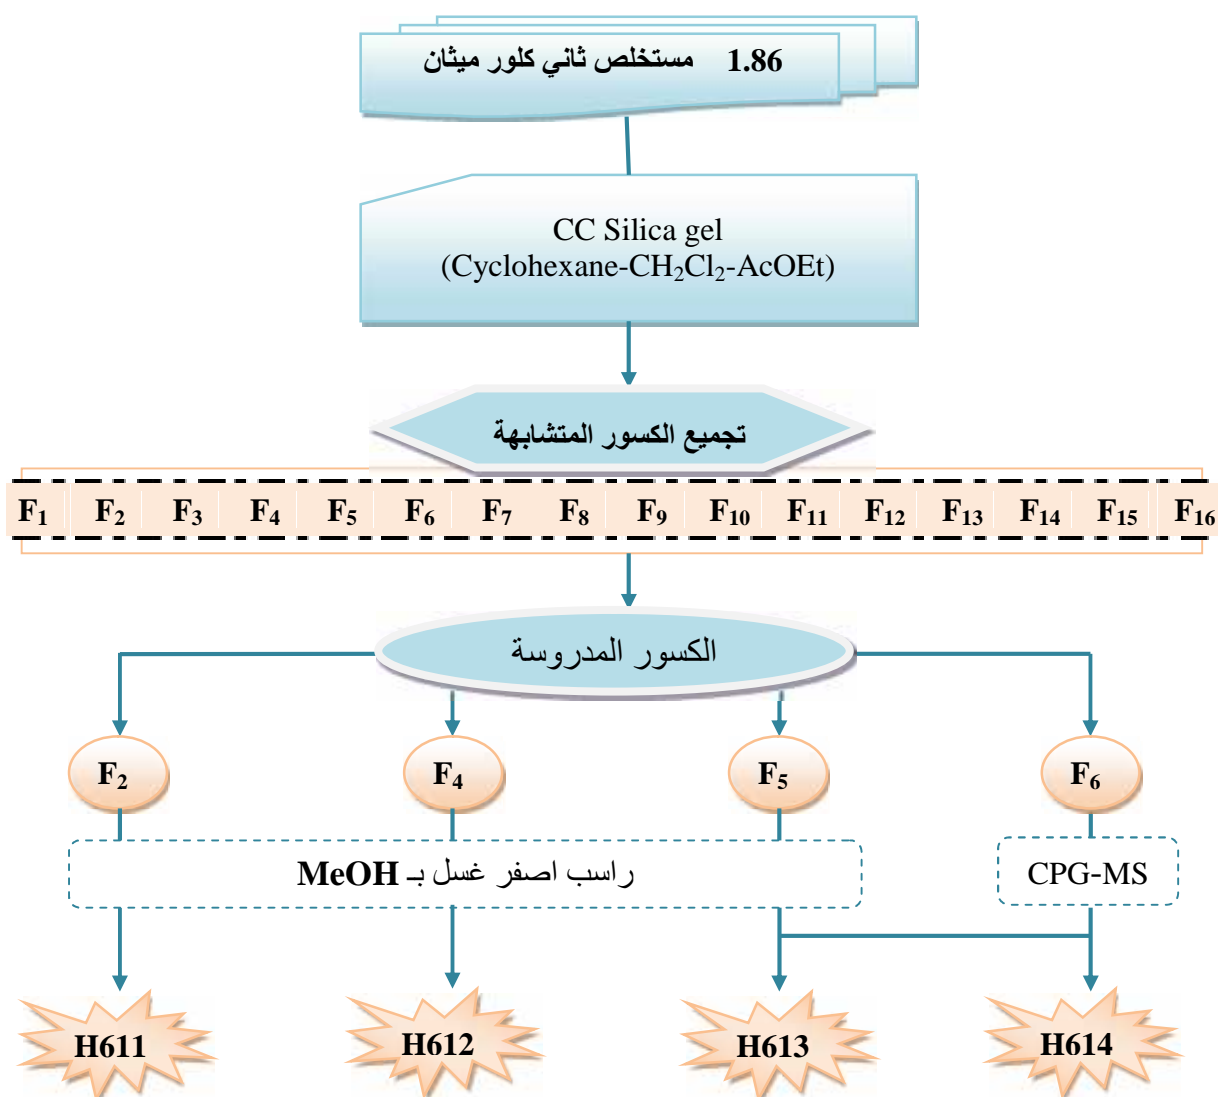 1.86 مستخلص ثاني كلور ميثان
CC Silica gel
(Cyclohexane-CH₂Cl₂-AcOEt)
تجميع الكسور المتشابهة
F₁ F₂ F₃ F₄ F₅ F₆ F₇ F₈ F₉ F₁₀ F₁₁ F₁₂ F₁₃ F₁₄ F₁₅ F₁₆
الكسور المدروسة
F₂ F₄ F₅ F₆
راسب اصفر غسل بـ MeOH
CPG-MS
H611 H612 H613 H614